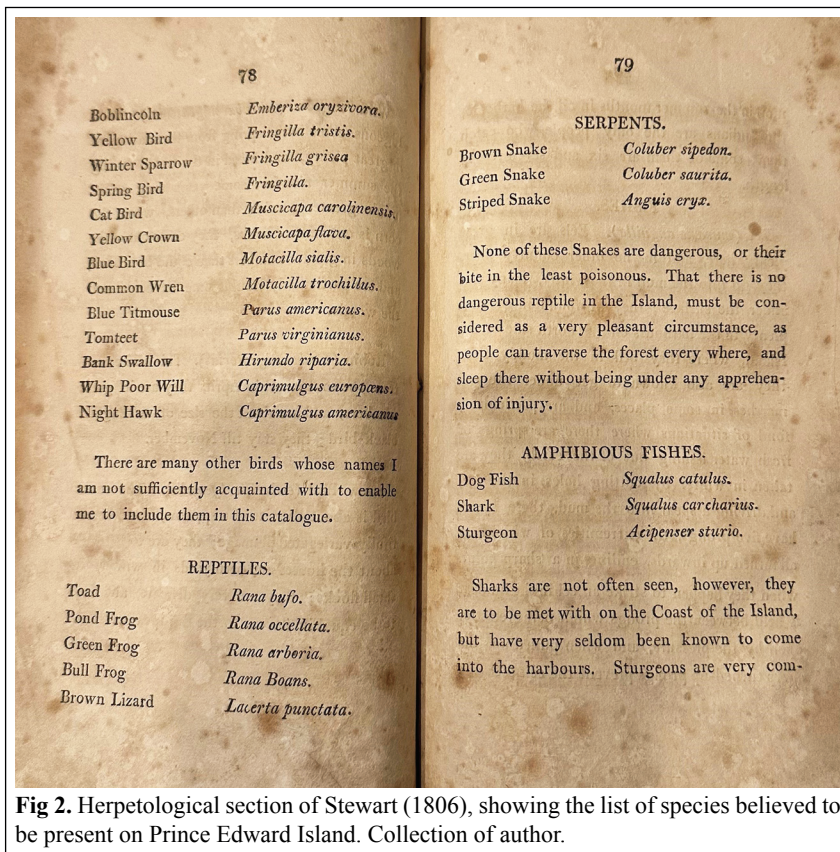 78
Boblincoln Emberiza oryzivora.
Yellow Bird Fringilla tristis.
Winter Sparrow Fringilla grisea
Spring Bird Fringilla.
Cat Bird Muscicapa carolinensis.
Yellow Crown Muscicapa flava.
Blue Bird Motacilla sialis.
Common Wren Motacilla trochillus.
Blue Titmouse Parus americanus.
Tomteet Parus virginianus.
Bank Swallow Hirundo riparia.
Whip Poor Will Caprimulgus europœns.
Night Hawk Caprimulgus americanus
There are many other birds whose names I
am not sufficiently acquainted with to enable
me to include them in this catalogue.
REPTILES.
Toad Rana bufo.
Pond Frog Rana occellata.
Green Frog Rana arboria.
Bull Frog Rana Boans.
Brown Lizard Lacerta punctata.
79
SERPENTS.
Brown Snake Coluber sipedon.
Green Snake Coluber saurita.
Striped Snake Anguis eryx.
None of these Snakes are dangerous, or their
bite in the least poisonous. That there is no
dangerous reptile in the Island, must be con-
sidered as a very pleasant circumstance, as
people can traverse the forest every where, and
sleep there without being under any apprehen-
sion of injury.
AMPHIBIOUS FISHES.
Dog Fish Squalus catulus.
Shark Squalus carcharius.
Sturgeon Acipenser sturio.
Sharks are not often seen, however, they
are to be met with on the Coast of the Island,
but have very seldom been known to come
into the harbours. Sturgeons are very com-
Fig 2. Herpetological section of Stewart (1806), showing the list of species believed to
be present on Prince Edward Island. Collection of author.